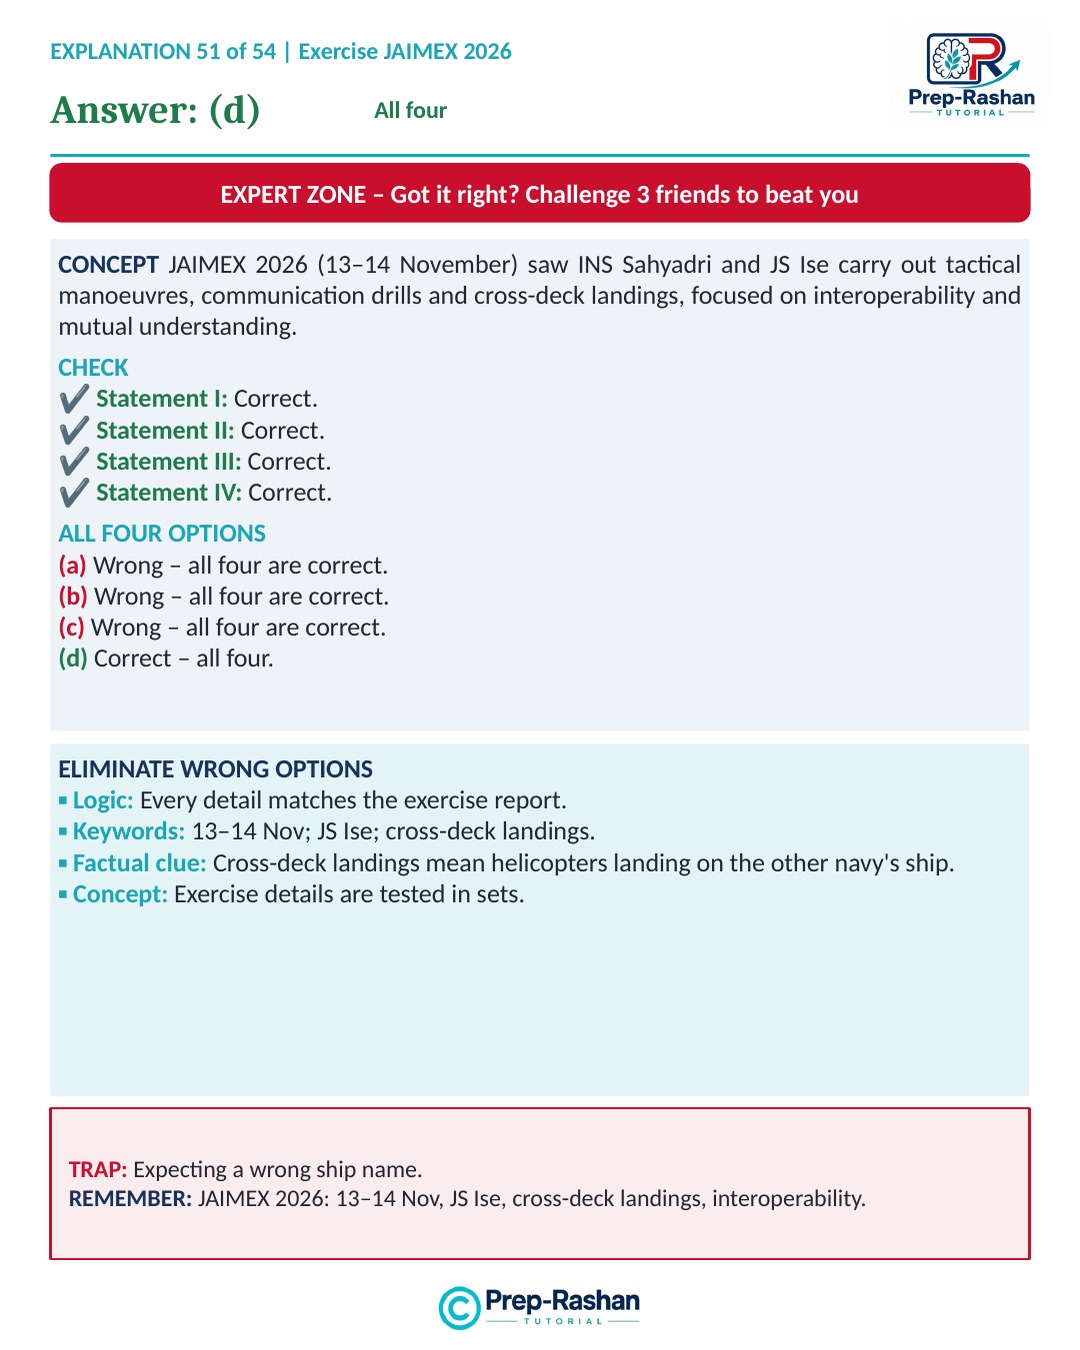 EXPLANATION 51 of 54 | Exercise JAIMEX 2026
Prep-Rashan
TUTORIAL
Answer: (d) All four
EXPERT ZONE – Got it right? Challenge 3 friends to beat you
CONCEPT JAIMEX 2026 (13–14 November) saw INS Sahyadri and JS Ise carry out tactical
manoeuvres, communication drills and cross-deck landings, focused on interoperability and
mutual understanding.
CHECK
✔ Statement I: Correct.
✔ Statement II: Correct.
✔ Statement III: Correct.
✔ Statement IV: Correct.
ALL FOUR OPTIONS
(a) Wrong – all four are correct.
(b) Wrong – all four are correct.
(c) Wrong – all four are correct.
(d) Correct – all four.
ELIMINATE WRONG OPTIONS
▪ Logic: Every detail matches the exercise report.
▪ Keywords: 13–14 Nov; JS Ise; cross-deck landings.
▪ Factual clue: Cross-deck landings mean helicopters landing on the other navy's ship.
▪ Concept: Exercise details are tested in sets.
TRAP: Expecting a wrong ship name.
REMEMBER: JAIMEX 2026: 13–14 Nov, JS Ise, cross-deck landings, interoperability.
© Prep-Rashan
TUTORIAL